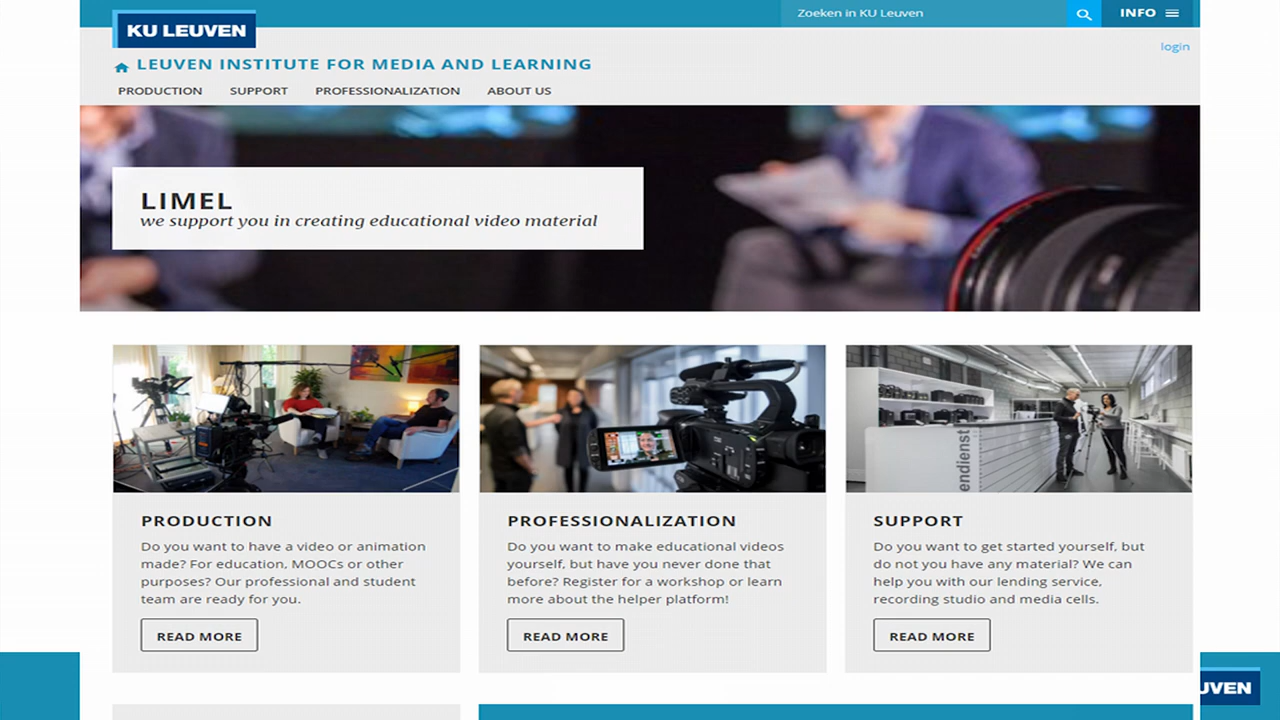 KU LEUVEN
Zoeken in KU Leuven
INFO
login
LEUVEN INSTITUTE FOR MEDIA AND LEARNING
PRODUCTION SUPPORT PROFESSIONALIZATION ABOUT US
LIMEL
we support you in creating educational video material
endienst
PRODUCTION
Do you want to have a video or animation
made? For education, MOOCs or other
purposes? Our professional and student
team are ready for you.
READ MORE
PROFESSIONALIZATION
Do you want to make educational videos
yourself, but have you never done that
before? Register for a workshop or learn
more about the helper platform!
READ MORE
SUPPORT
Do you want to get started yourself, but
do not you have any material? We can
help you with our lending service,
recording studio and media cells.
READ MORE
UVEN